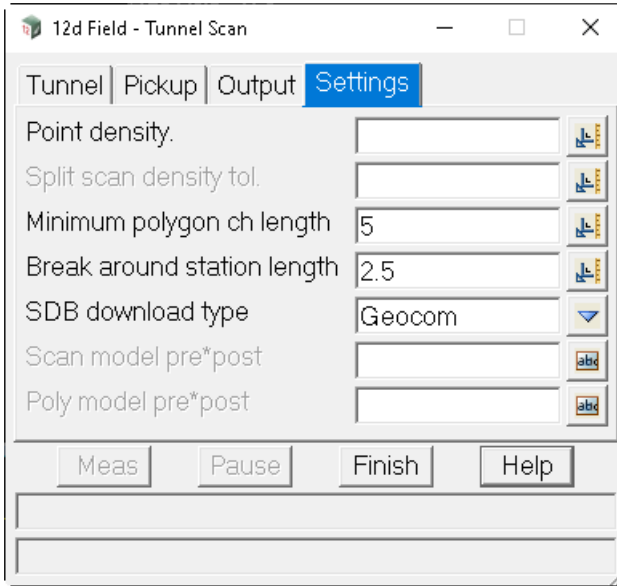 12d Field - Tunnel Scan
Tunnel Pickup Output Settings
Point density.
Split scan density tol.
Minimum polygon ch length 5
Break around station length 2.5
SDB download type Geocom
Scan model pre*post abc
Poly model pre*post abc
Meas Pause Finish Help